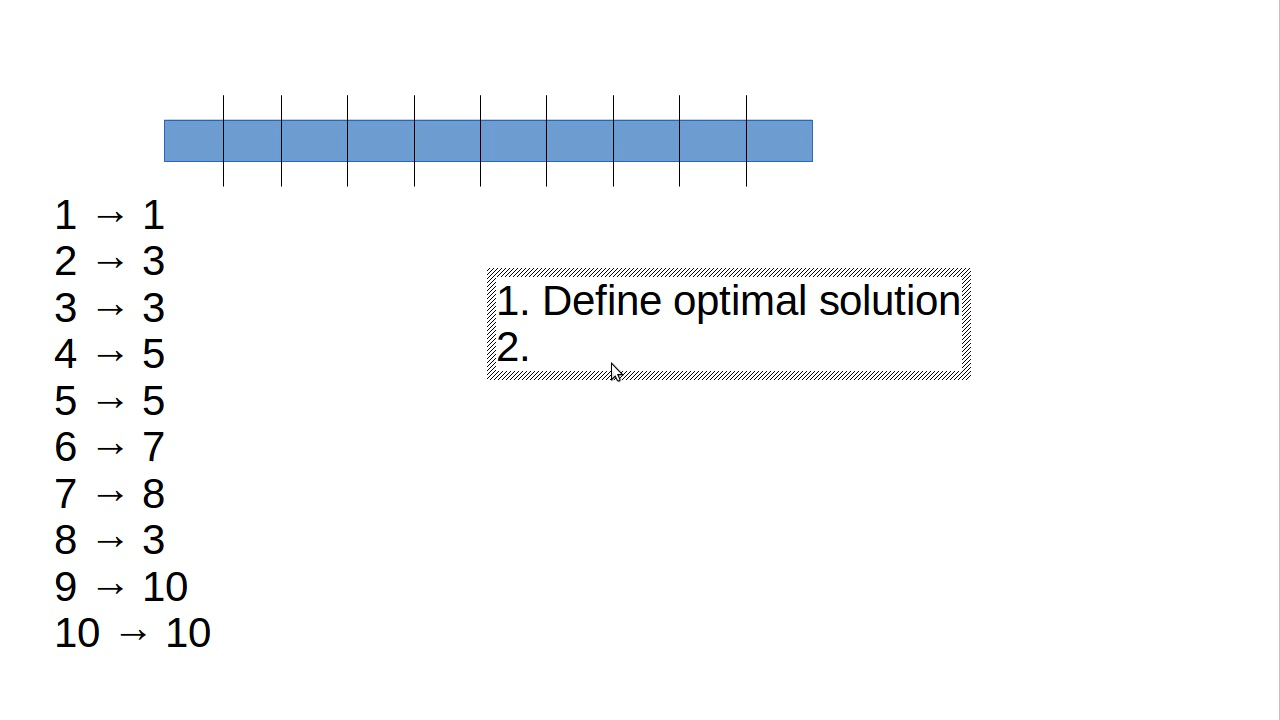 1 → 1
2 → 3
3 → 3
4 → 5
5 → 5
6 → 7
7 → 8
8 → 3
9 → 10
10 → 10
1. Define optimal solution
2.